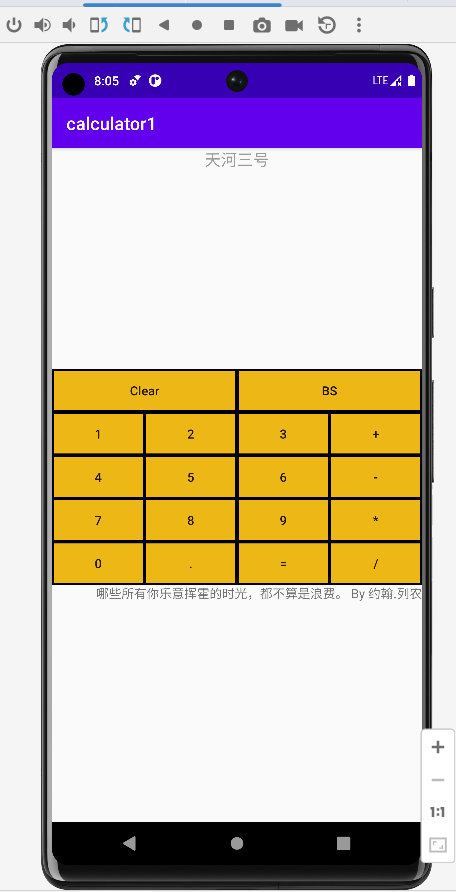 8:05 LTE
calculator1
天河三号
Clear BS
1 2 3 +
4 5 6 -
7 8 9 *
0 . = /
哪些所有你乐意挥霍的时光，都不算是浪费。 By 约翰.列农
1:1